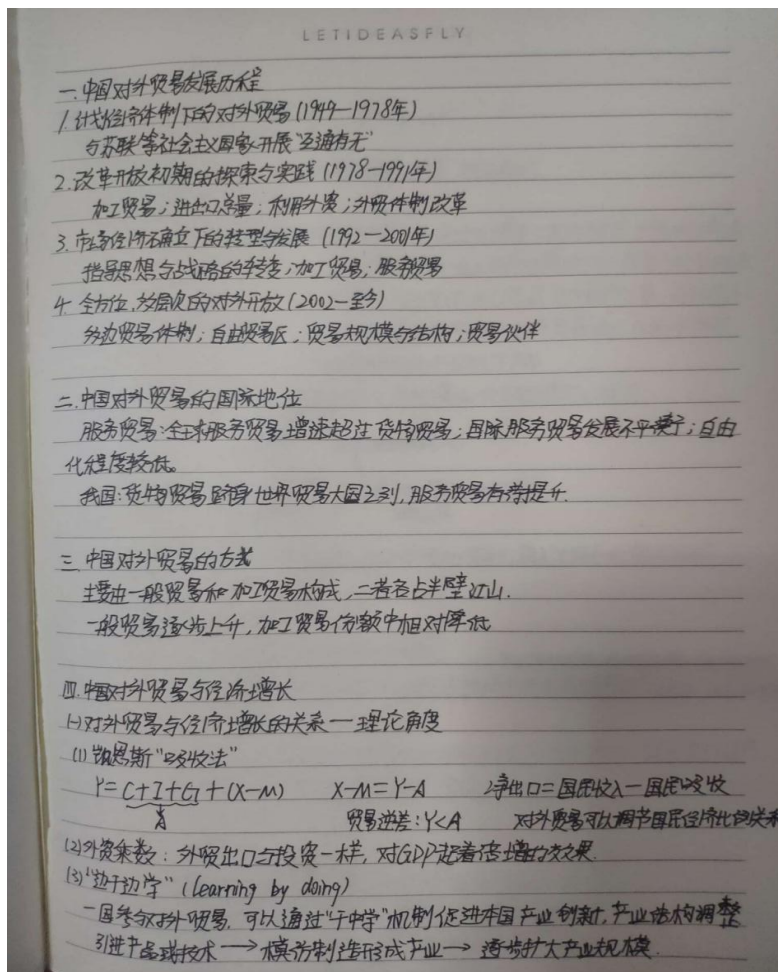 LETIDEASFLY
一.中国对外贸易发展历程
1.计划经济体制下的对外贸易(1949—1978年)
与苏联等社会主义国家开展"互通有无"
2.改革开放初期的探索与实践(1978—1991年)
加工贸易;进出口总量;利用外资;外贸体制改革
3.市场经济确立下的转型与发展(1992—2001年)
指导思想与战略的转变;加工贸易;服务贸易
4.全方位、多层次的对外开放(2002—至今)
多边贸易体制;自由贸易区;贸易规模与结构;贸易伙伴
二.中国对外贸易的国际地位
服务贸易:全球服务贸易增速超过货物贸易;国际服务贸易发展不平衡;自由
化程度较低。
我国:货物贸易跻身世界贸易大国之列,服务贸易有待提升.
三.中国对外贸易的方式
主要由一般贸易和加工贸易构成,二者各占半壁江山.
一般贸易逐步上升,加工贸易份额中相对降低
四.中国对外贸易与经济增长
(一)对外贸易与经济增长的关系——理论角度
(1)凯恩斯"吸收法"
Y=C+I+G+(X-M) X-M=Y-A 净出口=国民收入-国民吸收
A 贸易逆差:Y<A 对外贸易可以调节国民经济比的关系
(2)外资乘数:外贸出口与投资一样,对GDP起着倍增的效果.
(3)"边干边学"(learning by doing)
一国参与对外贸易,可以通过"干中学"机制促进本国产业创新,产业结构调整
引进产品或技术→模仿制造形成产业→逐步扩大产业规模.